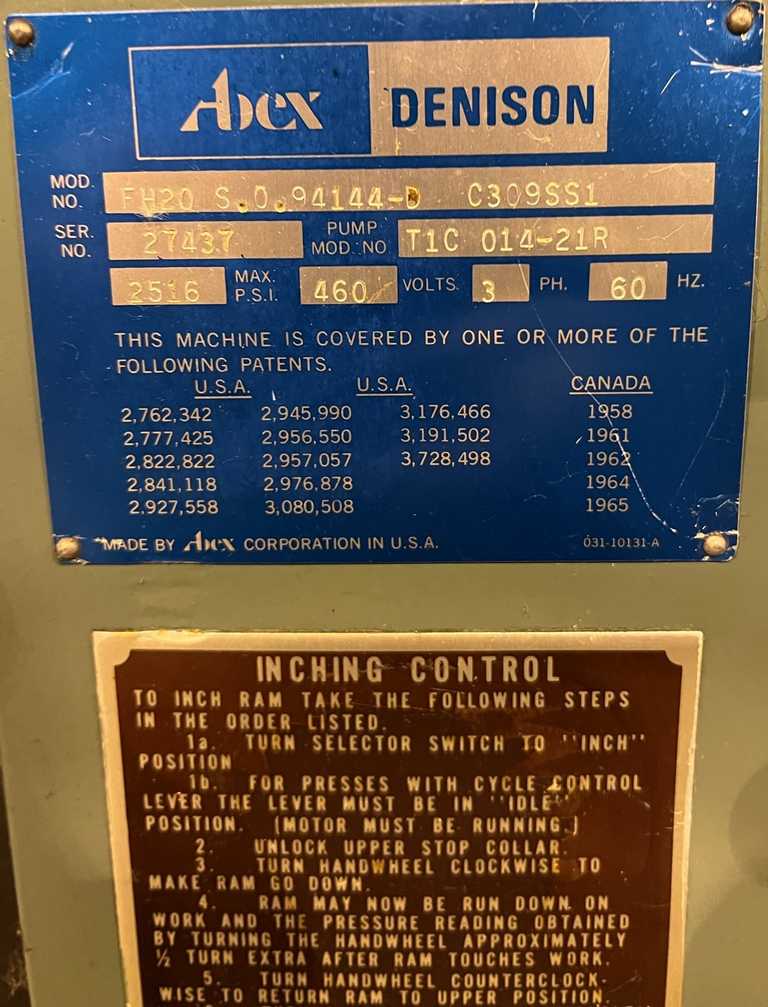 Abex DENISON
MOD. NO. FH20 S.O.94144-D C309SS1
SER. NO. 27437 PUMP MOD. NO T1C 014-21R
2516 MAX. P.S.I. 460 VOLTS 3 PH. 60 HZ.
THIS MACHINE IS COVERED BY ONE OR MORE OF THE
FOLLOWING PATENTS.
U.S.A. U.S.A. CANADA
2,762,342 2,945,990 3,176,466 1958
2,777,425 2,956,550 3,191,502 1961
2,822,822 2,957,057 3,728,498 1962
2,841,118 2,976,878 1964
2,927,558 3,080,508 1965
MADE BY Abex CORPORATION IN U.S.A. 031-10131-A
INCHING CONTROL
TO INCH RAM TAKE THE FOLLOWING STEPS
IN THE ORDER LISTED.
1a. TURN SELECTOR SWITCH TO "INCH"
POSITION
1b. FOR PRESSES WITH CYCLE CONTROL
LEVER THE LEVER MUST BE IN "IDLE"
POSITION. (MOTOR MUST BE RUNNING.)
2. UNLOCK UPPER STOP COLLAR.
3. TURN HANDWHEEL CLOCKWISE TO
MAKE RAM GO DOWN.
4. RAM MAY NOW BE RUN DOWN ON
WORK AND THE PRESSURE READING OBTAINED
BY TURNING THE HANDWHEEL APPROXIMATELY
½ TURN EXTRA AFTER RAM TOUCHES WORK.
5. TURN HANDWHEEL COUNTERCLOCK-
WISE TO RETURN RAM TO UPPER POSITION